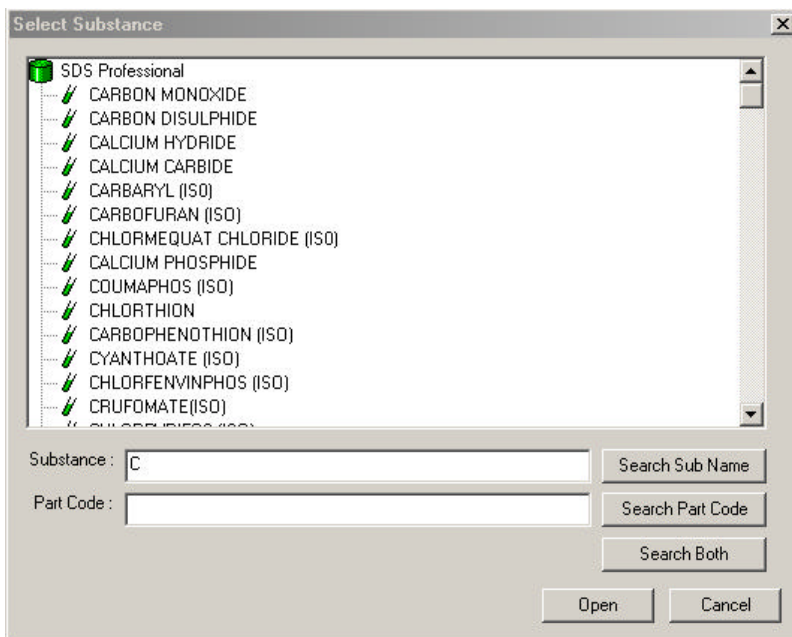 Select Substance
SDS Professional
CARBON MONOXIDE
CARBON DISULPHIDE
CALCIUM HYDRIDE
CALCIUM CARBIDE
CARBARYL (ISO)
CARBOFURAN (ISO)
CHLORMEQUAT CHLORIDE (ISO)
CALCIUM PHOSPHIDE
COUMAPHOS (ISO)
CHLORTHION
CARBOPHENOTHION (ISO)
CYANTHOATE (ISO)
CHLORFENVINPHOS (ISO)
CRUFOMATE(ISO)
Substance : C Search Sub Name
Part Code : Search Part Code
Search Both
Open Cancel